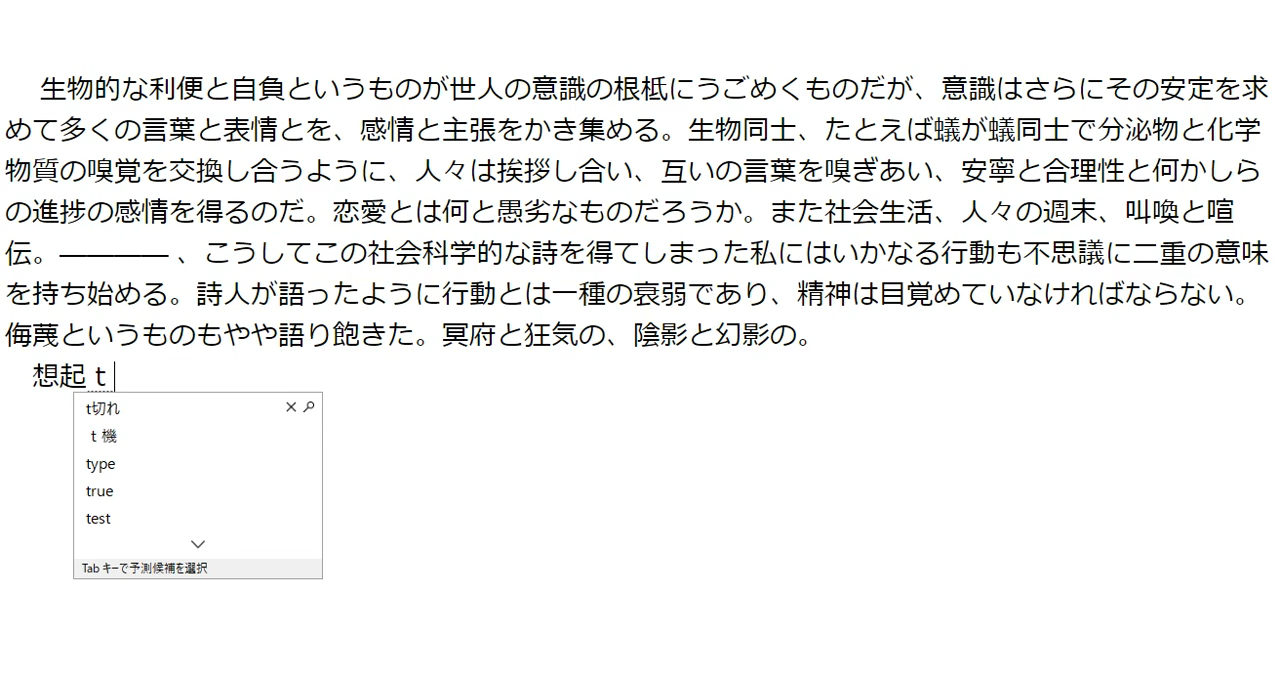 生物的な利便と自負というものが世人の意識の根柢にうごめくものだが、意識はさらにその安定を求
めて多くの言葉と表情とを、感情と主張をかき集める。生物同士、たとえば蟻が蟻同士で分泌物と化学
物質の嗅覚を交換し合うように、人々は挨拶し合い、互いの言葉を嗅ぎあい、安寧と合理性と何かしら
の進捗の感情を得るのだ。恋愛とは何と愚劣なものだろうか。また社会生活、人々の週末、叫喚と喧
伝。――――、こうしてこの社会科学的な詩を得てしまった私にはいかなる行動も不思議に二重の意味
を持ち始める。詩人が語ったように行動とは一種の衰弱であり、精神は目覚めていなければならない。
侮蔑というものもやや語り飽きた。冥府と狂気の、陰影と幻影の。
想起ｔ
t切れ
ｔ機
type
true
test
Tab キーで予測候補を選択